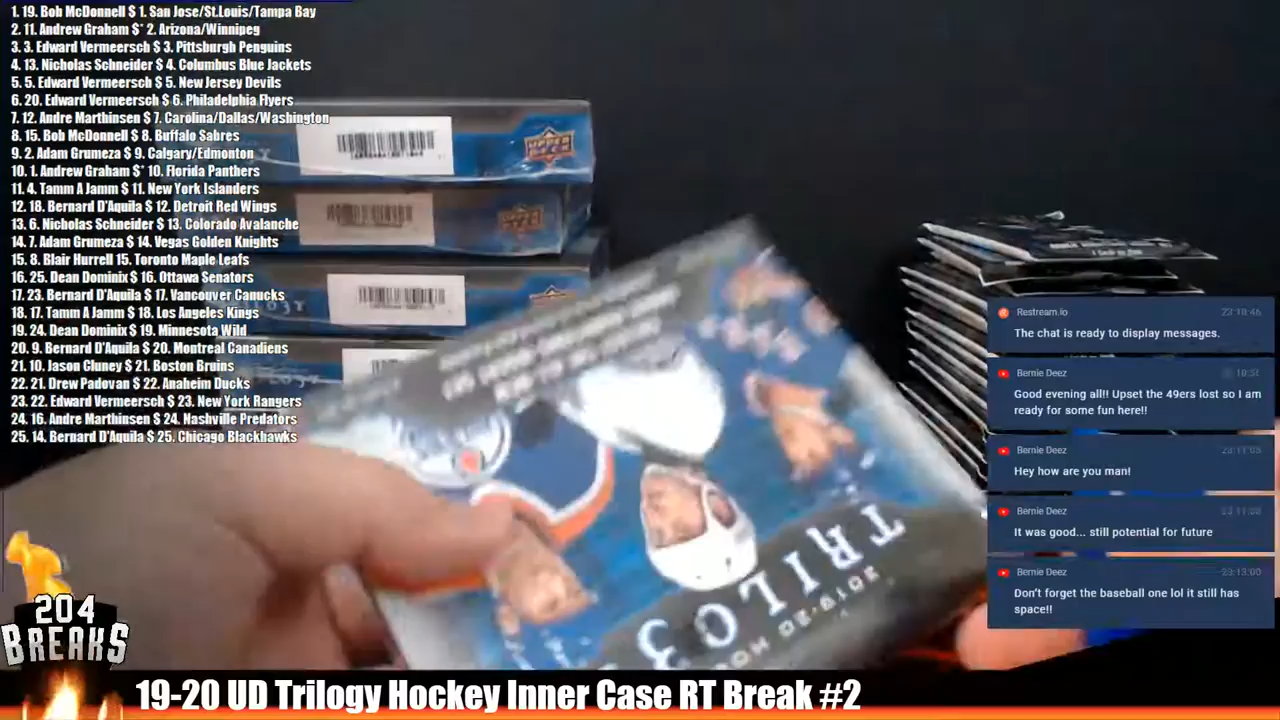 1. 19. Bob McDonnell $ 1. San Jose/St.Louis/Tampa Bay
2. 11. Andrew Graham $* 2. Arizona/Winnipeg
3. 3. Edward Vermeersch $ 3. Pittsburgh Penguins
4. 13. Nicholas Schneider $ 4. Columbus Blue Jackets
5. 5. Edward Vermeersch $ 5. New Jersey Devils
6. 20. Edward Vermeersch $ 6. Philadelphia Flyers
7. 12. Andre Marthinsen $ 7. Carolina/Dallas/Washington
8. 15. Bob McDonnell $ 8. Buffalo Sabres
9. 2. Adam Grumeza $ 9. Calgary/Edmonton
10. 1. Andrew Graham $* 10. Florida Panthers
11. 4. Tamm A Jamm $ 11. New York Islanders
12. 18. Bernard D'Aquila $ 12. Detroit Red Wings
13. 6. Nicholas Schneider $ 13. Colorado Avalanche
14. 7. Adam Grumeza $ 14. Vegas Golden Knights
15. 8. Blair Hurrell 15. Toronto Maple Leafs
16. 25. Dean Dominix $ 16. Ottawa Senators
17. 23. Bernard D'Aquila $ 17. Vancouver Canucks
18. 17. Tamm A Jamm $ 18. Los Angeles Kings
19. 24. Dean Dominix $ 19. Minnesota Wild
20. 9. Bernard D'Aquila $ 20. Montreal Canadiens
21. 10. Jason Cluney $ 21. Boston Bruins
22. 21. Drew Padovan $ 22. Anaheim Ducks
23. 22. Edward Vermeersch $ 23. New York Rangers
24. 16. Andre Marthinsen $ 24. Nashville Predators
25. 14. Bernard D'Aquila $ 25. Chicago Blackhawks
UPPER DECK
UPPER DECK
TRILO
2019-20 HO
Restream.io 23:10:46
The chat is ready to display messages.
Bernie Deez
Good evening all!! Upset the 49ers lost so I am
ready for some fun here!!
Bernie Deez
Hey how are you man!
Bernie Deez
It was good... still potential for future
Bernie Deez 23:13:00
Don't forget the baseball one lol it still has
space!!
204
BREAKS
19-20 UD Trilogy Hockey Inner Case RT Break #2